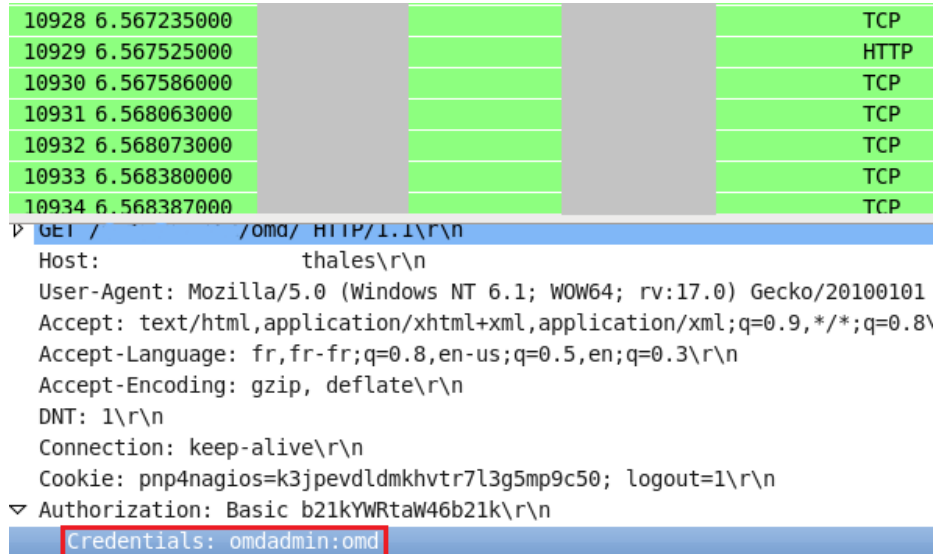 10928 6.567235000 TCP
10929 6.567525000 HTTP
10930 6.567586000 TCP
10931 6.568063000 TCP
10932 6.568073000 TCP
10933 6.568380000 TCP
10934 6.568387000 TCP
GET / /omd/ HTTP/1.1\r\n
Host: thales\r\n
User-Agent: Mozilla/5.0 (Windows NT 6.1; WOW64; rv:17.0) Gecko/20100101
Accept: text/html,application/xhtml+xml,application/xml;q=0.9,*/*;q=0.8\
Accept-Language: fr,fr-fr;q=0.8,en-us;q=0.5,en;q=0.3\r\n
Accept-Encoding: gzip, deflate\r\n
DNT: 1\r\n
Connection: keep-alive\r\n
Cookie: pnp4nagios=k3jpevdldmkhvtr7l3g5mp9c50; logout=1\r\n
Authorization: Basic b21kYWRtaW46b21k\r\n
Credentials: omdadmin:omd